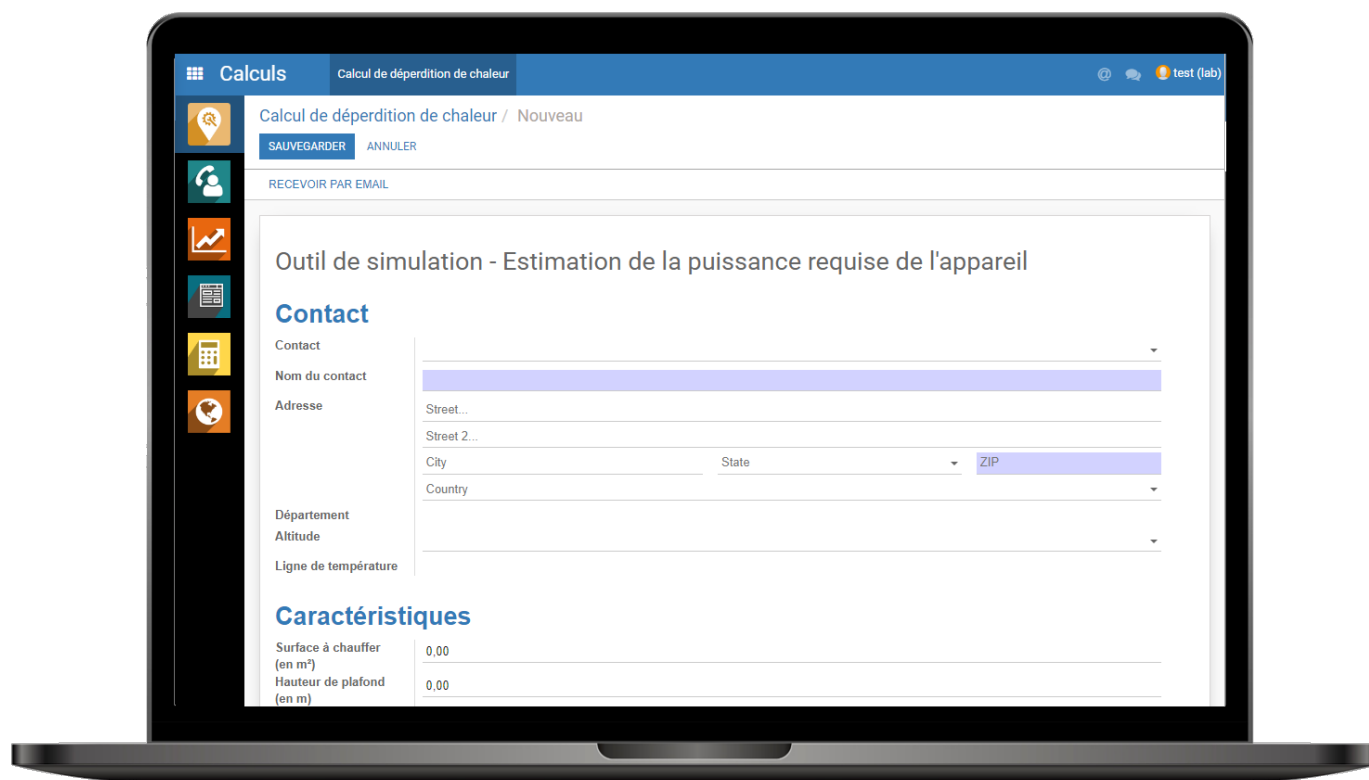 Calculs
Calcul de déperdition de chaleur
test (lab)
Calcul de déperdition de chaleur / Nouveau
SAUVEGARDER
ANNULER
RECEVOIR PAR EMAIL
Outil de simulation - Estimation de la puissance requise de l'appareil
Contact
Contact
Nom du contact
Adresse
Street...
Street 2...
City
State
ZIP
Country
Département
Altitude
Ligne de température
Caractéristiques
Surface à chauffer
(en m²)
0,00
Hauteur de plafond
(en m)
0,00